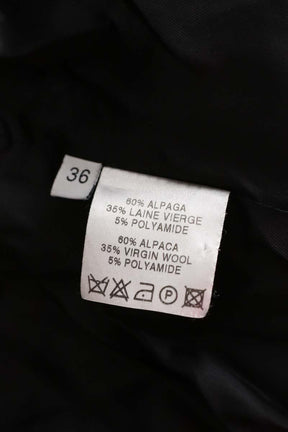 36
60% ALPAGA
35% LAINE VIERGE
5% POLYAMIDE
60% ALPACA
35% VIRGIN WOOL
5% POLYAMIDE
P